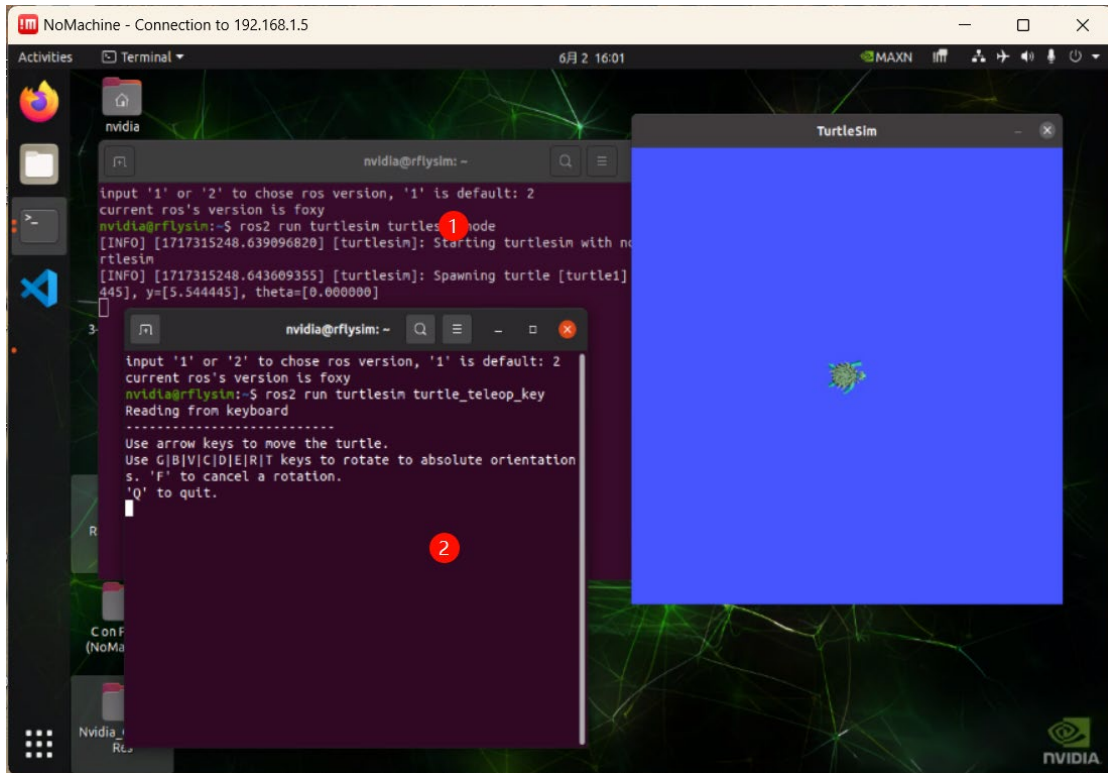 NoMachine - Connection to 192.168.1.5
Activities
Terminal
6月 2 16:01
MAXN
nvidia
nvidia@rflysim: ~
input '1' or '2' to chose ros version, '1' is default: 2
current ros's version is foxy
nvidia@rflysim:~$ ros2 run turtlesim node
1
[INFO] [1717315248.639096820] [turtlesim]: Starting turtlesim with
rtlesim
[INFO] [1717315248.643609355] [turtlesim]: Spawning turtle [turtle1]
445], y=[5.544445], theta=[0.000000]
nvidia@rflysim: ~
input '1' or '2' to chose ros version, '1' is default: 2
current ros's version is foxy
nvidia@rflysim:~$ ros2 run turtlesim turtle_teleop_key
Reading from keyboard
---------------------------
Use arrow keys to move the turtle.
Use G|B|V|C|D|E|R|T keys to rotate to absolute orientation
s. 'F' to cancel a rotation.
'Q' to quit.
2
TurtleSim
(NoMa
Nvidia_
NVIDIA